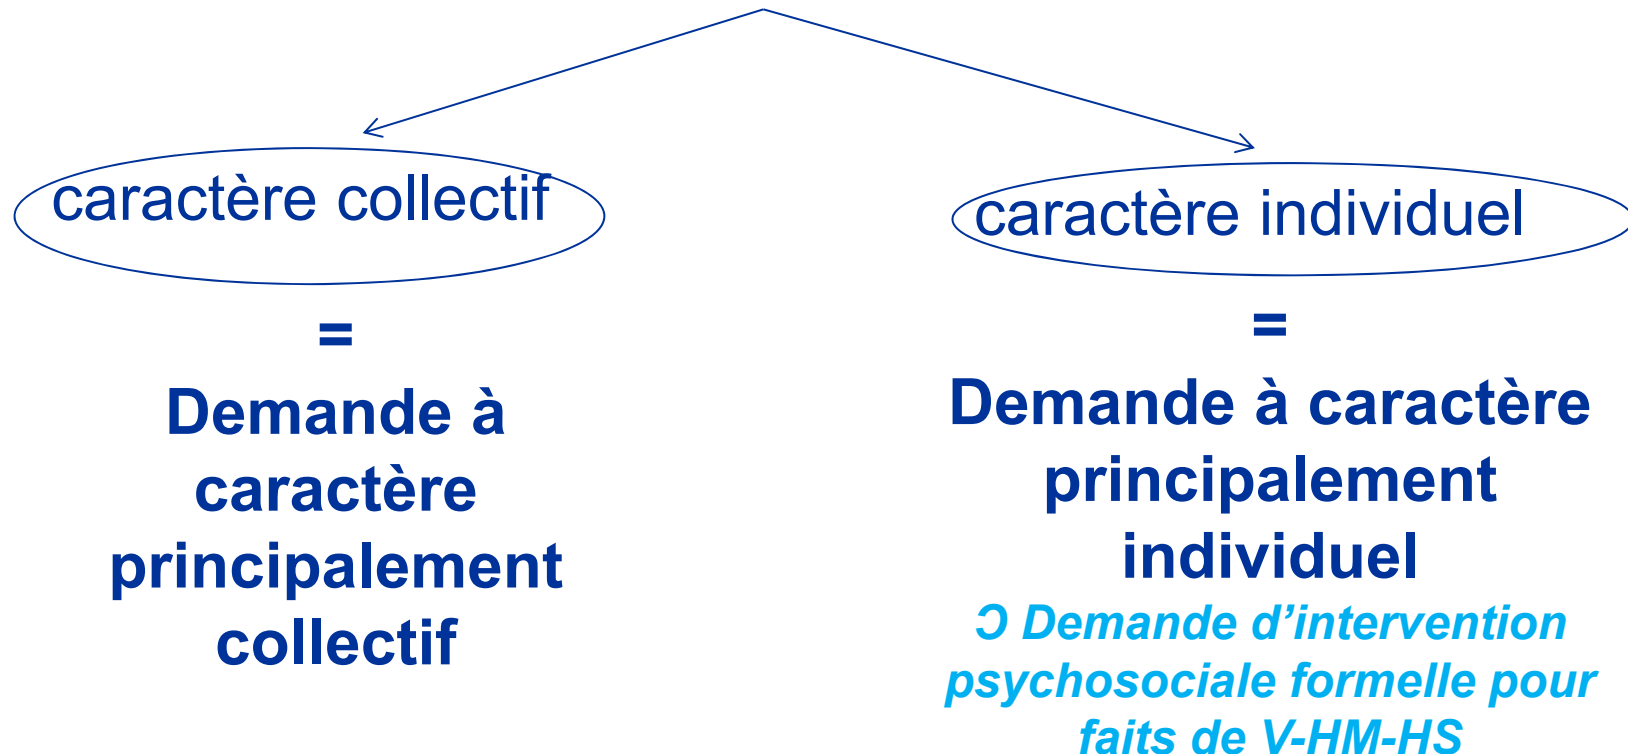 caractère collectif
=
Demande à
caractère
principalement
collectif
caractère individuel
=
Demande à caractère
principalement
individuel
Ɔ Demande d’intervention
psychosociale formelle pour
faits de V-HM-HS